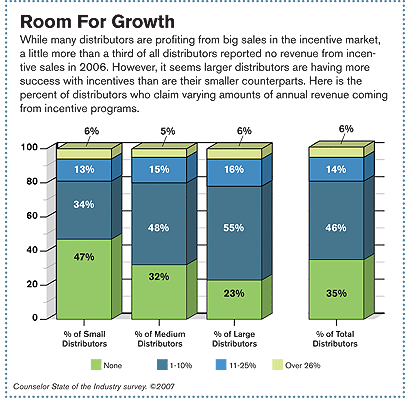 Room For Growth
While many distributors are profiting from big sales in the incentive market,
a little more than a third of all distributors reported no revenue from incen-
tive sales in 2006. However, it seems larger distributors are having more
success with incentives than are their smaller counterparts. Here is the
percent of distributors who claim varying amounts of annual revenue coming
from incentive programs.
6% 5% 6% 6%
100
13% 15% 16% 14%
80
34% 48% 55% 46%
60
47% 32% 23% 35%
40
20
0
% of Small Distributors
% of Medium Distributors
% of Large Distributors
% of Total Distributors
None 1-10% 11-25% Over 26%
Counselor State of the Industry survey. ©2007